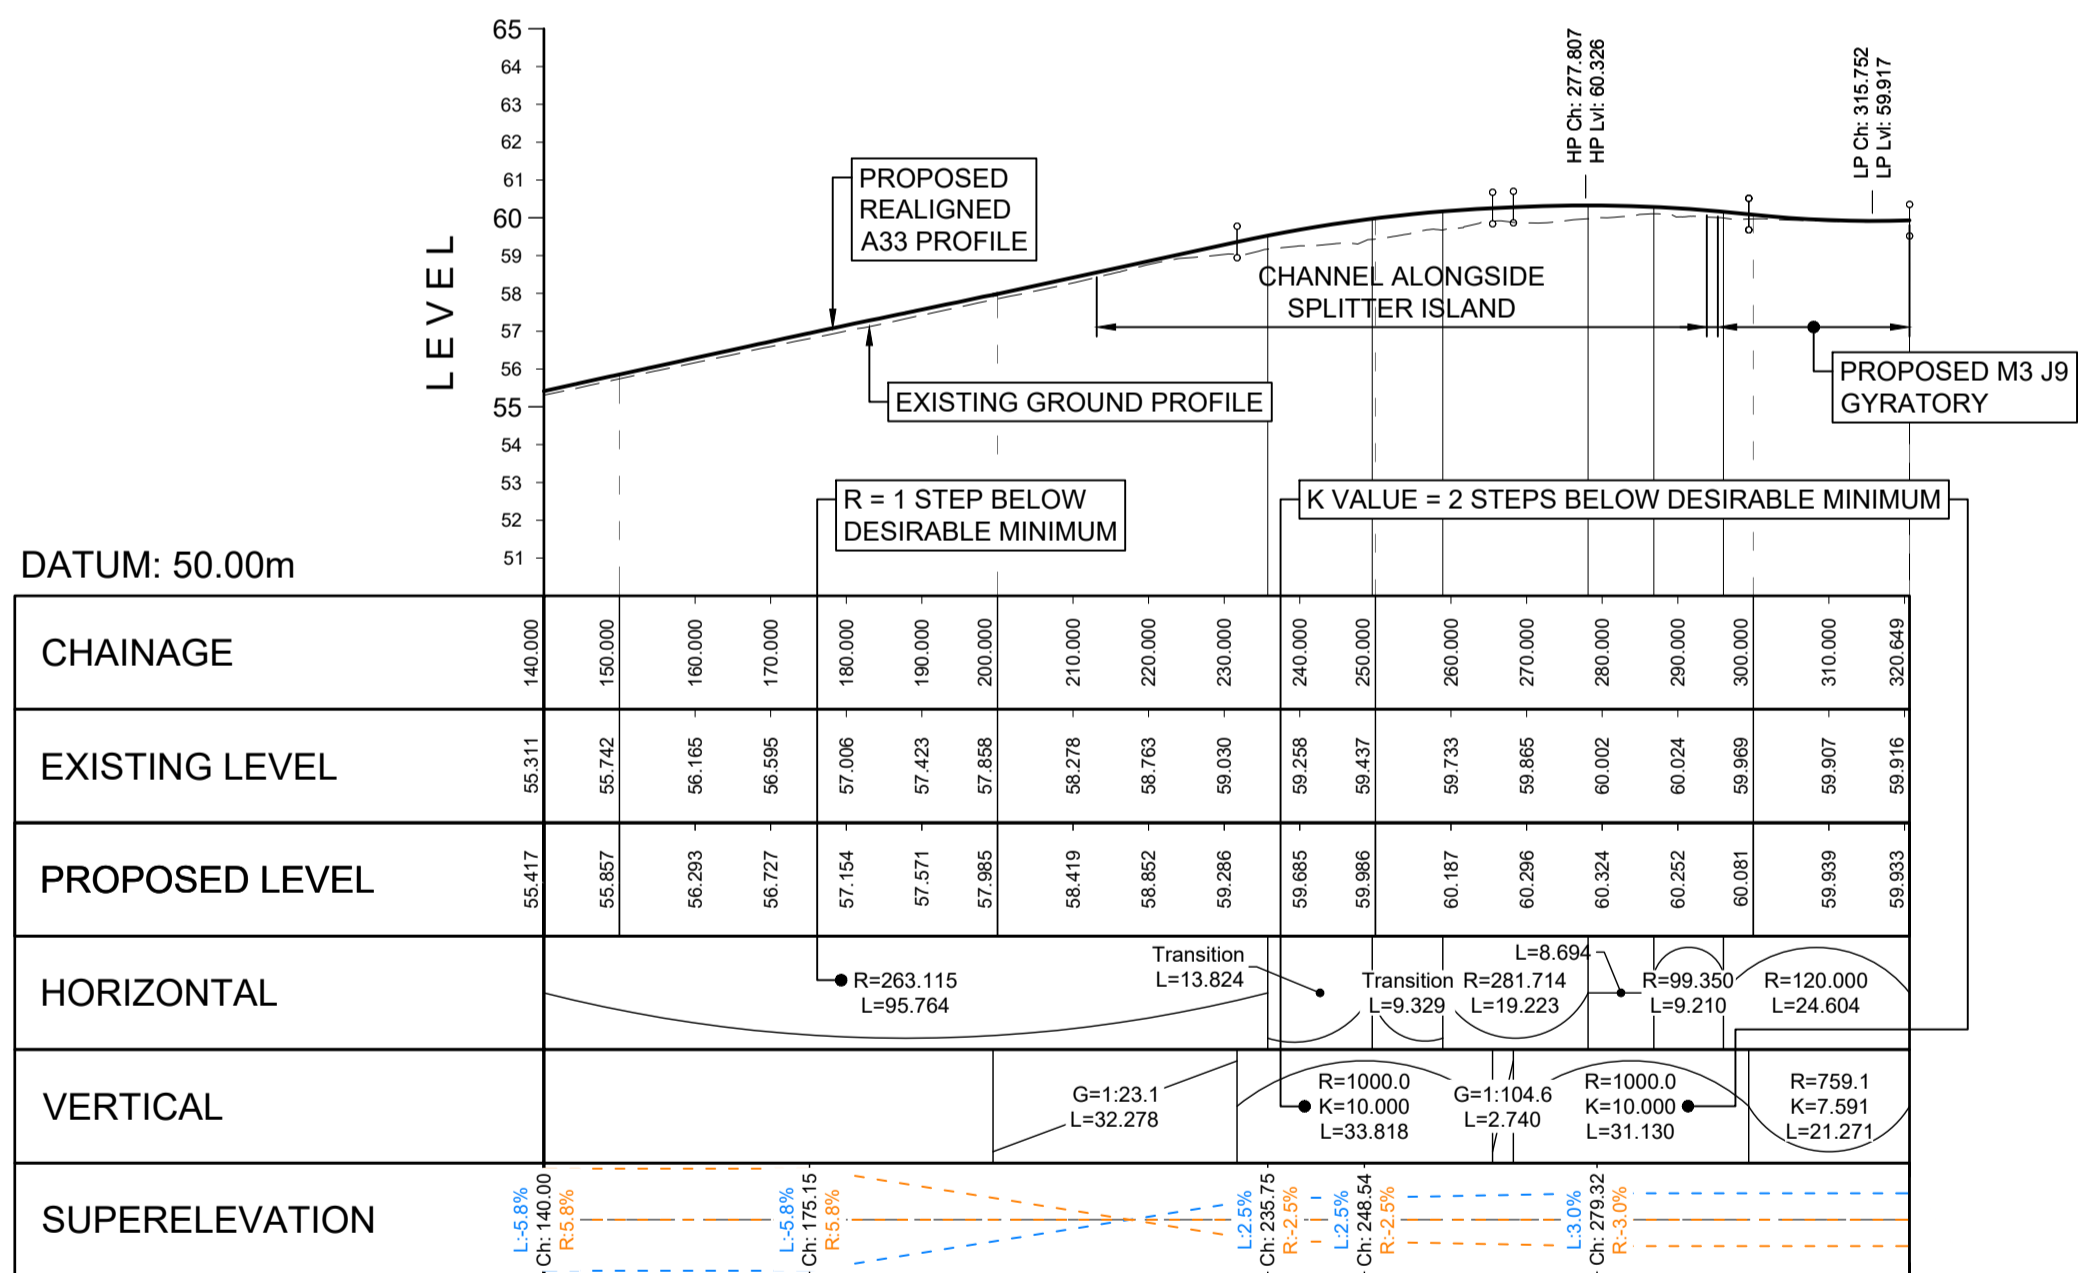 65
64
63
62
61
60
59
58
57
56
55
54
53
52
51
LEVEL
HP Ch: 277.807
HP Lvl: 60.326
LP Ch: 315.752
LP Lvl: 59.917
PROPOSED
REALIGNED
A33 PROFILE
CHANNEL ALONGSIDE
SPLITTER ISLAND
EXISTING GROUND PROFILE
PROPOSED M3 J9
GYRATORY
R = 1 STEP BELOW
DESIRABLE MINIMUM
K VALUE = 2 STEPS BELOW DESIRABLE MINIMUM
DATUM: 50.00m
CHAINAGE
140.000
150.000
160.000
170.000
180.000
190.000
200.000
210.000
220.000
230.000
240.000
250.000
260.000
270.000
280.000
290.000
300.000
310.000
320.649
EXISTING LEVEL
55.311
55.742
56.165
56.595
57.006
57.423
57.858
58.278
58.763
59.030
59.258
59.437
59.733
59.865
60.002
60.024
59.969
59.907
59.916
PROPOSED LEVEL
55.417
55.857
56.293
56.727
57.154
57.571
57.985
58.419
58.852
59.286
59.685
59.986
60.187
60.296
60.324
60.252
60.081
59.939
59.933
HORIZONTAL
R=263.115
L=95.764
Transition
L=13.824
Transition
L=9.329
R=281.714
L=19.223
L=8.694
R=99.350
L=9.210
R=120.000
L=24.604
VERTICAL
G=1:23.1
L=32.278
R=1000.0
K=10.000
L=33.818
G=1:104.6
L=2.740
R=1000.0
K=10.000
L=31.130
R=759.1
K=7.591
L=21.271
SUPERELEVATION
L:-5.8%
Ch: 140.00
R:5.8%
L:-5.8%
Ch: 175.15
R:5.8%
L:2.5%
Ch: 235.75
R:-2.5%
L:2.5%
Ch: 248.54
R:-2.5%
L:3.0%
Ch: 279.32
R:-3.0%